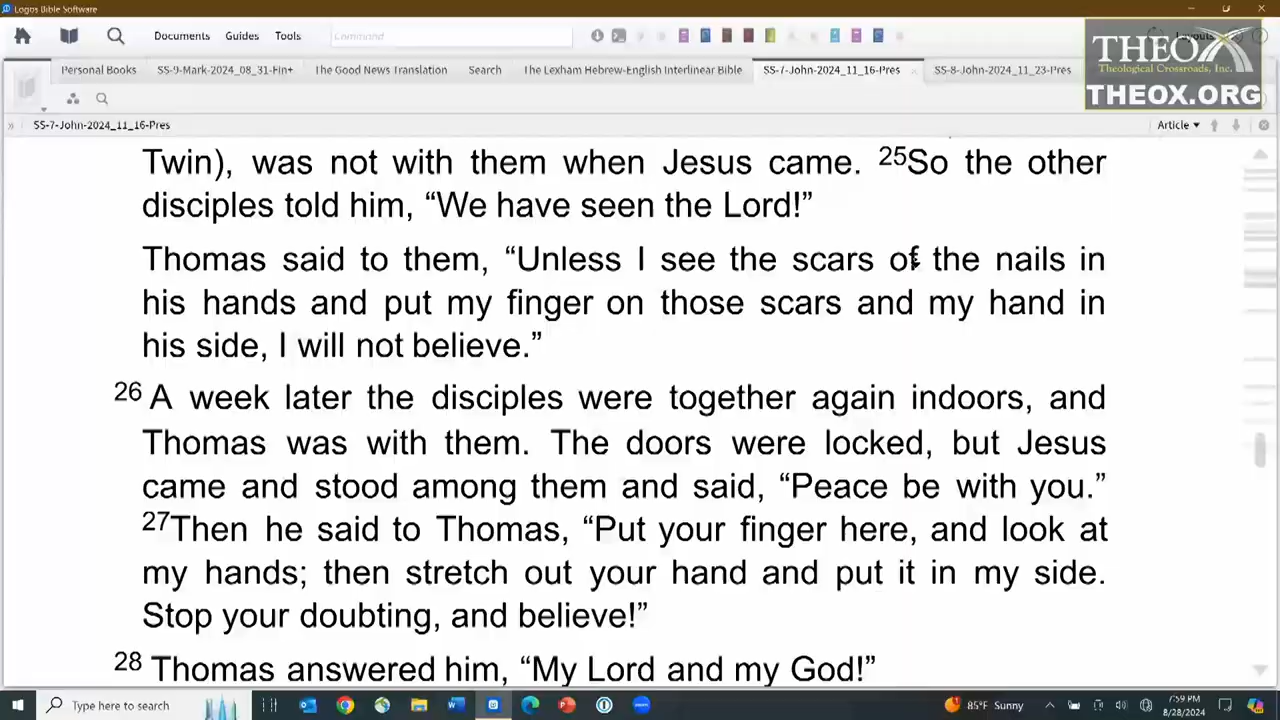 Logos Bible Software
Documents Guides Tools Command
THEOX
Theological Crossroads, Inc.
THEOX.ORG
Personal Books SS-9-Mark-2024_08_31-Fin+ The Good News Translation The Lexham Hebrew-English Interlinear Bible SS-7-John-2024_11_16-Pres SS-8-John-2024_11_23-Pres
SS-7-John-2024_11_16-Pres Article
Twin), was not with them when Jesus came. 25So the other
disciples told him, “We have seen the Lord!”
Thomas said to them, “Unless I see the scars of the nails in
his hands and put my finger on those scars and my hand in
his side, I will not believe.”
26 A week later the disciples were together again indoors, and
Thomas was with them. The doors were locked, but Jesus
came and stood among them and said, “Peace be with you.”
27Then he said to Thomas, “Put your finger here, and look at
my hands; then stretch out your hand and put it in my side.
Stop your doubting, and believe!”
28 Thomas answered him, “My Lord and my God!”
Type here to search 85°F Sunny 7:59 PM
8/28/2024